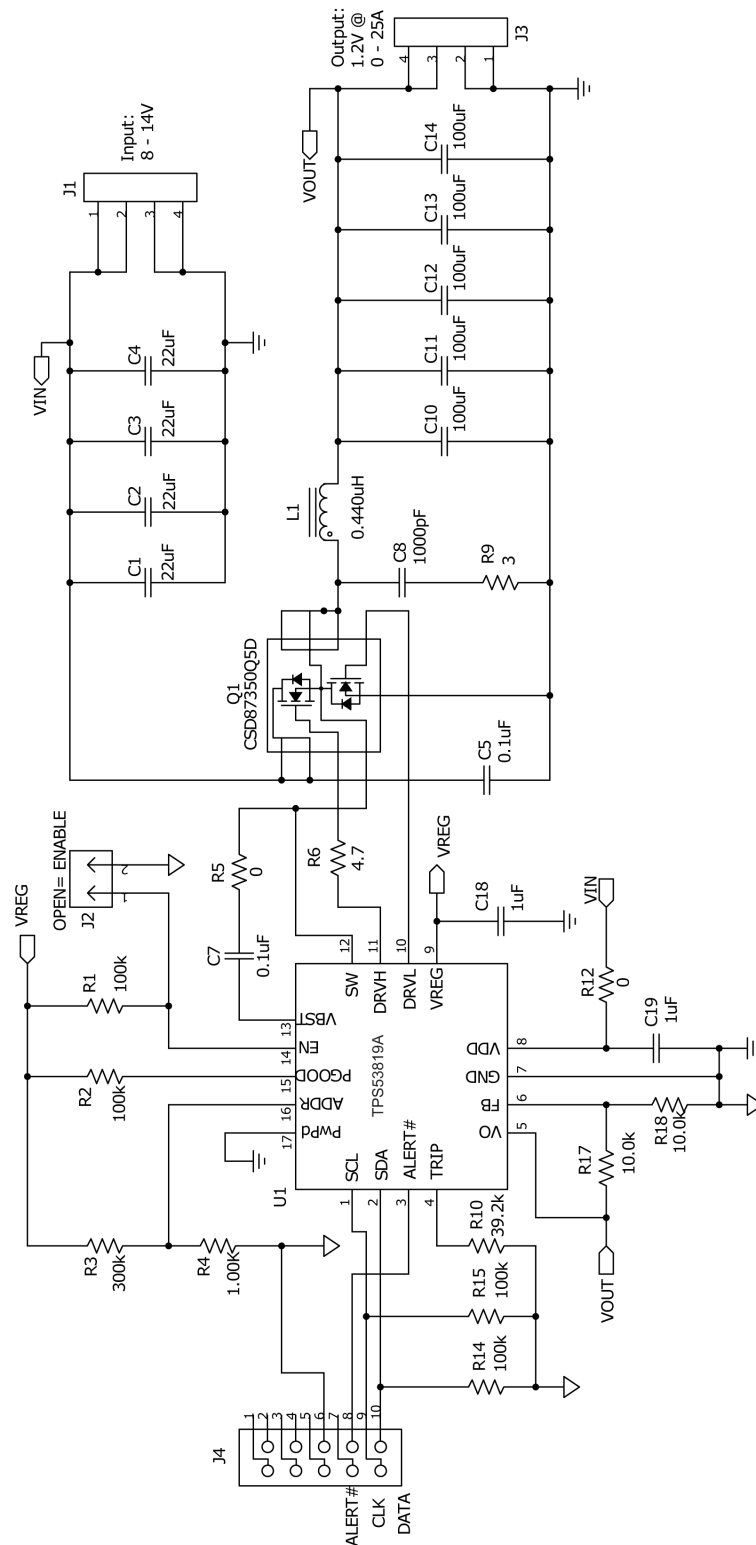 Input:
8 - 14V
J1
1
2
3
4
VIN
C4
22uF
C3
22uF
C2
22uF
C1
22uF
Output:
1.2V @
0 - 25A
J3
4
3
2
1
VOUT
C14
100uF
C13
100uF
C12
100uF
C11
100uF
C10
100uF
L1
0.440uH
C8
1000pF
R9
3
Q1
CSD87350Q5D
C5
0.1uF
OPEN= ENABLE
J2
1
2
VREG
R1
100k
R2
100k
R3
300k
R4
1.00K
R5
0
C7
0.1uF
R6
4.7
VREG
C18
1uF
VIN
R12
0
C19
1uF
R18
10.0k
R17
10.0k
VOUT
U1
TPS53819A
12
SW
11
DRVH
10
DRVL
9
VREG
13
VBST
14
EN
15
PGOOD
16
ADDR
17
PwPd
VDD
8
GND
7
FB
6
VO
5
SCL
1
SDA
2
ALERT#
3
TRIP
4
R10
39.2k
R15
100k
R14
100k
J4
1
2
3
4
5
6
7
8
9
10
ALERT#
CLK
DATA